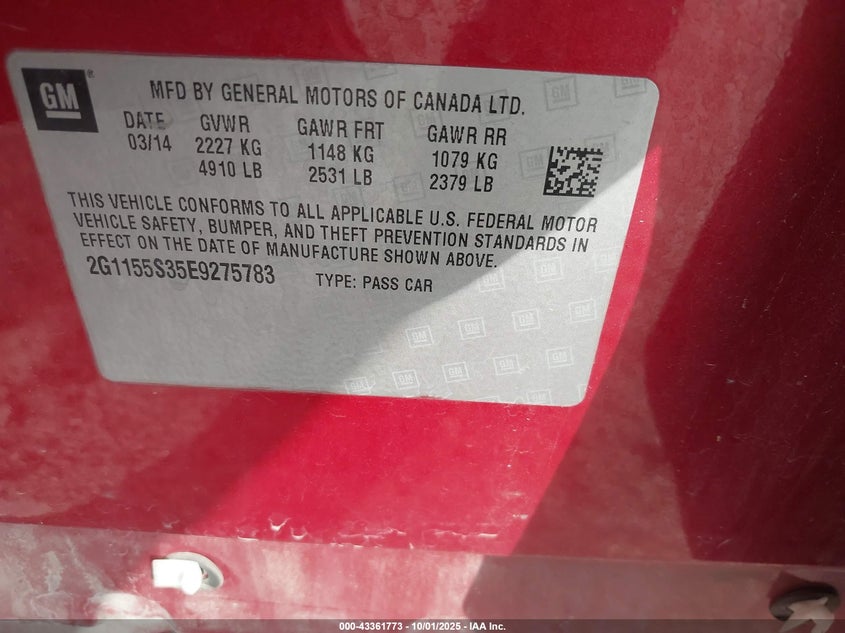 GM ®
MFD BY GENERAL MOTORS OF CANADA LTD.
DATE GVWR GAWR FRT GAWR RR
03/14 2227 KG 1148 KG 1079 KG
4910 LB 2531 LB 2379 LB
THIS VEHICLE CONFORMS TO ALL APPLICABLE U.S. FEDERAL MOTOR
VEHICLE SAFETY, BUMPER, AND THEFT PREVENTION STANDARDS IN
EFFECT ON THE DATE OF MANUFACTURE SHOWN ABOVE.
2G1155S35E9275783 TYPE: PASS CAR
000-43361773 - 10/01/2025 - IAA Inc.